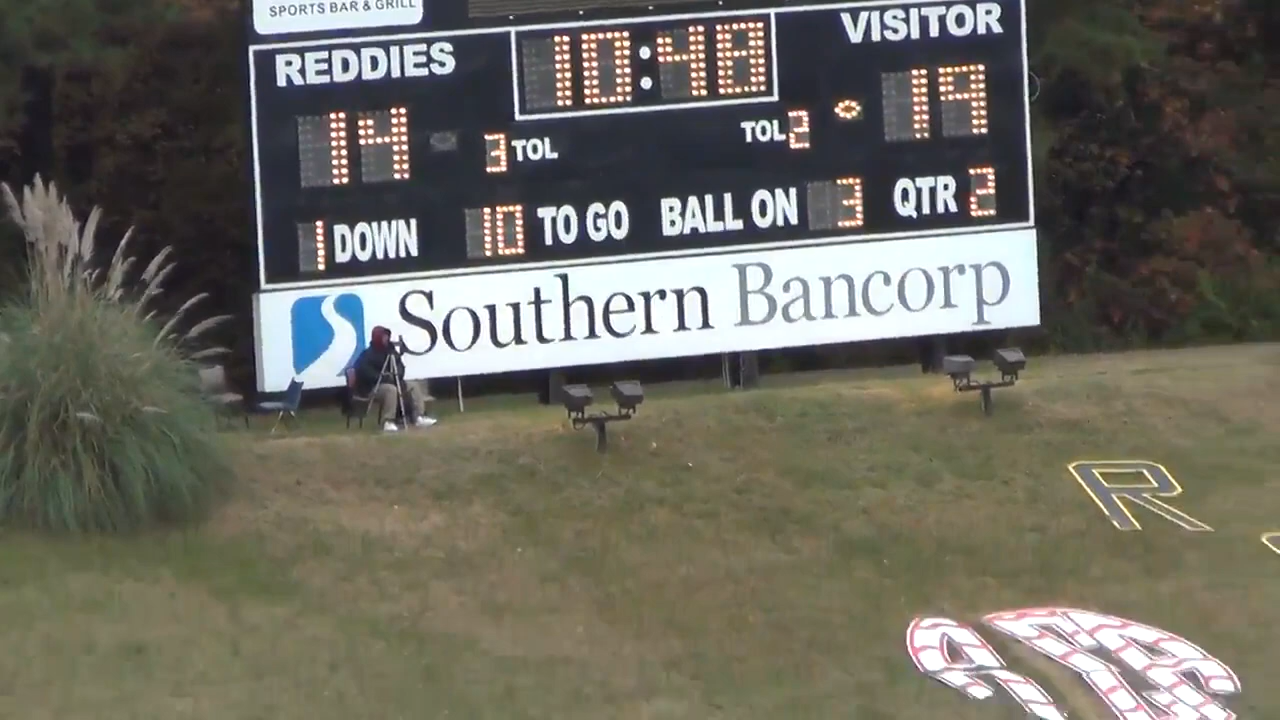 SPORTS BAR & GRILL
REDDIES 10:48 VISITOR
14 3 TOL TOL 2 19
1 DOWN 10 TO GO BALL ON 3 QTR 2
Southern Bancorp
R